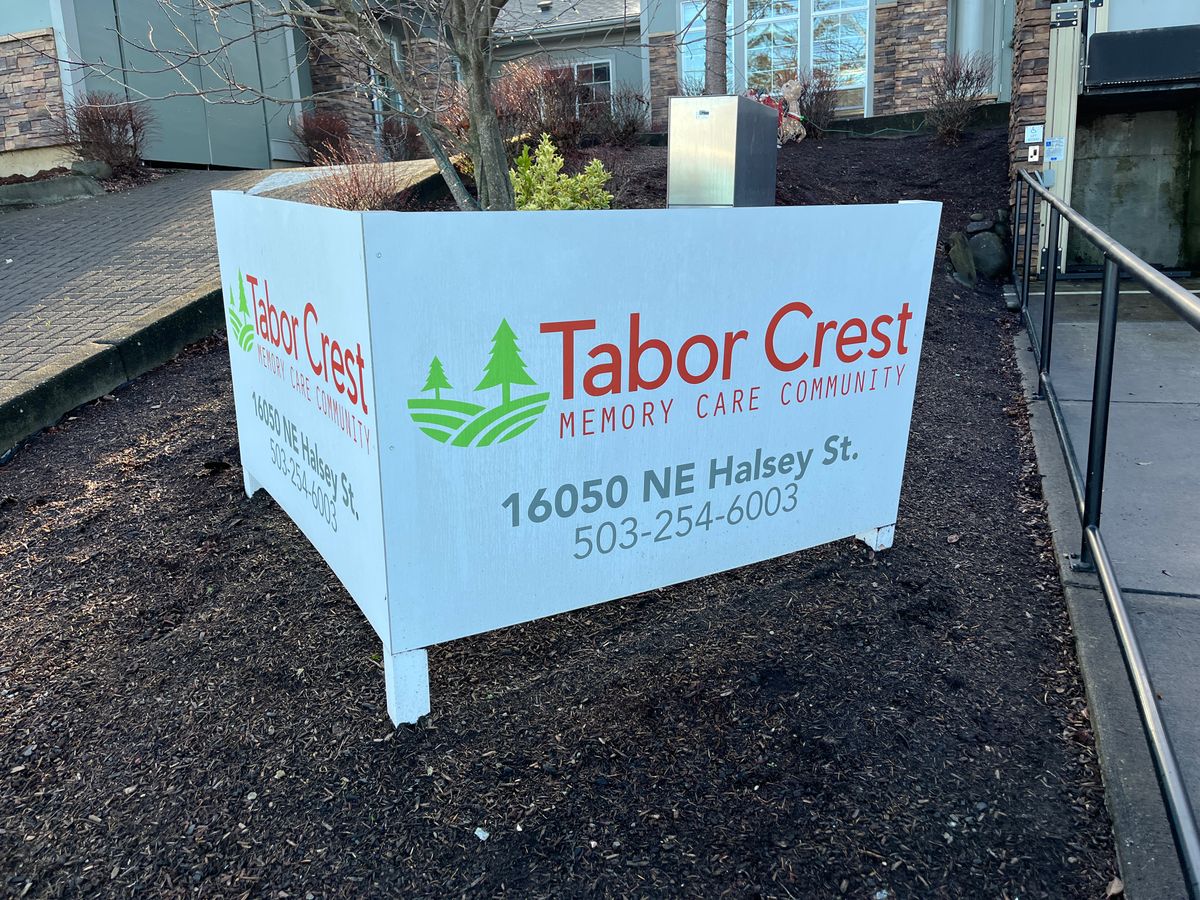 Tabor Crest
MEMORY CARE COMMUNITY
16050 NE Halsey St.
503-254-6003
Tabor Crest
MEMORY CARE COMMUNITY
16050 NE Halsey St.
503-254-6003